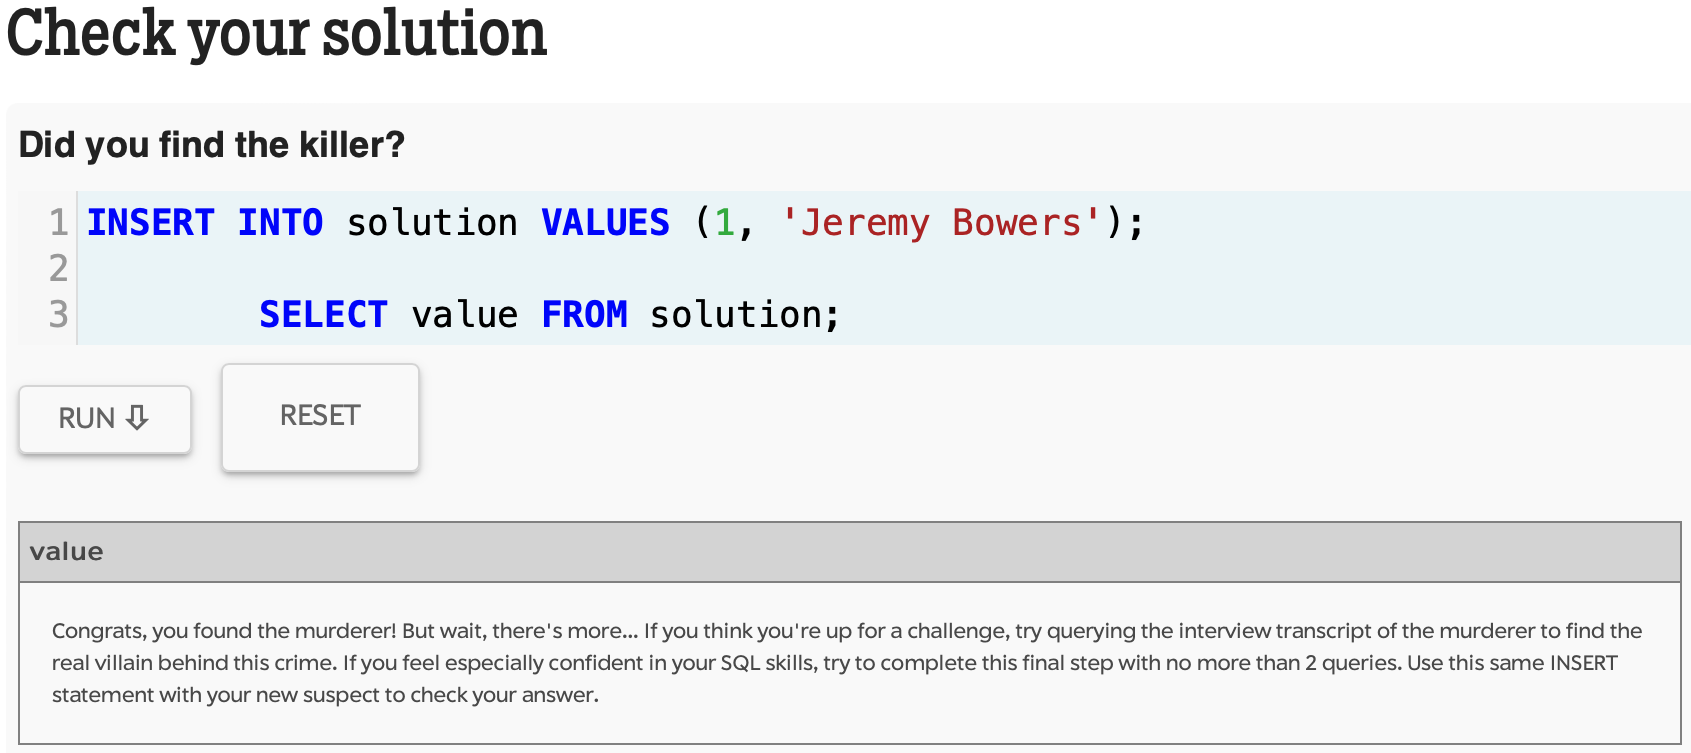 Check your solution
Did you find the killer?
1 INSERT INTO solution VALUES (1, 'Jeremy Bowers');
2
3 SELECT value FROM solution;
RUN ⇩
RESET
value
Congrats, you found the murderer! But wait, there's more... If you think you're up for a challenge, try querying the interview transcript of the murderer to find the
real villain behind this crime. If you feel especially confident in your SQL skills, try to complete this final step with no more than 2 queries. Use this same INSERT
statement with your new suspect to check your answer.